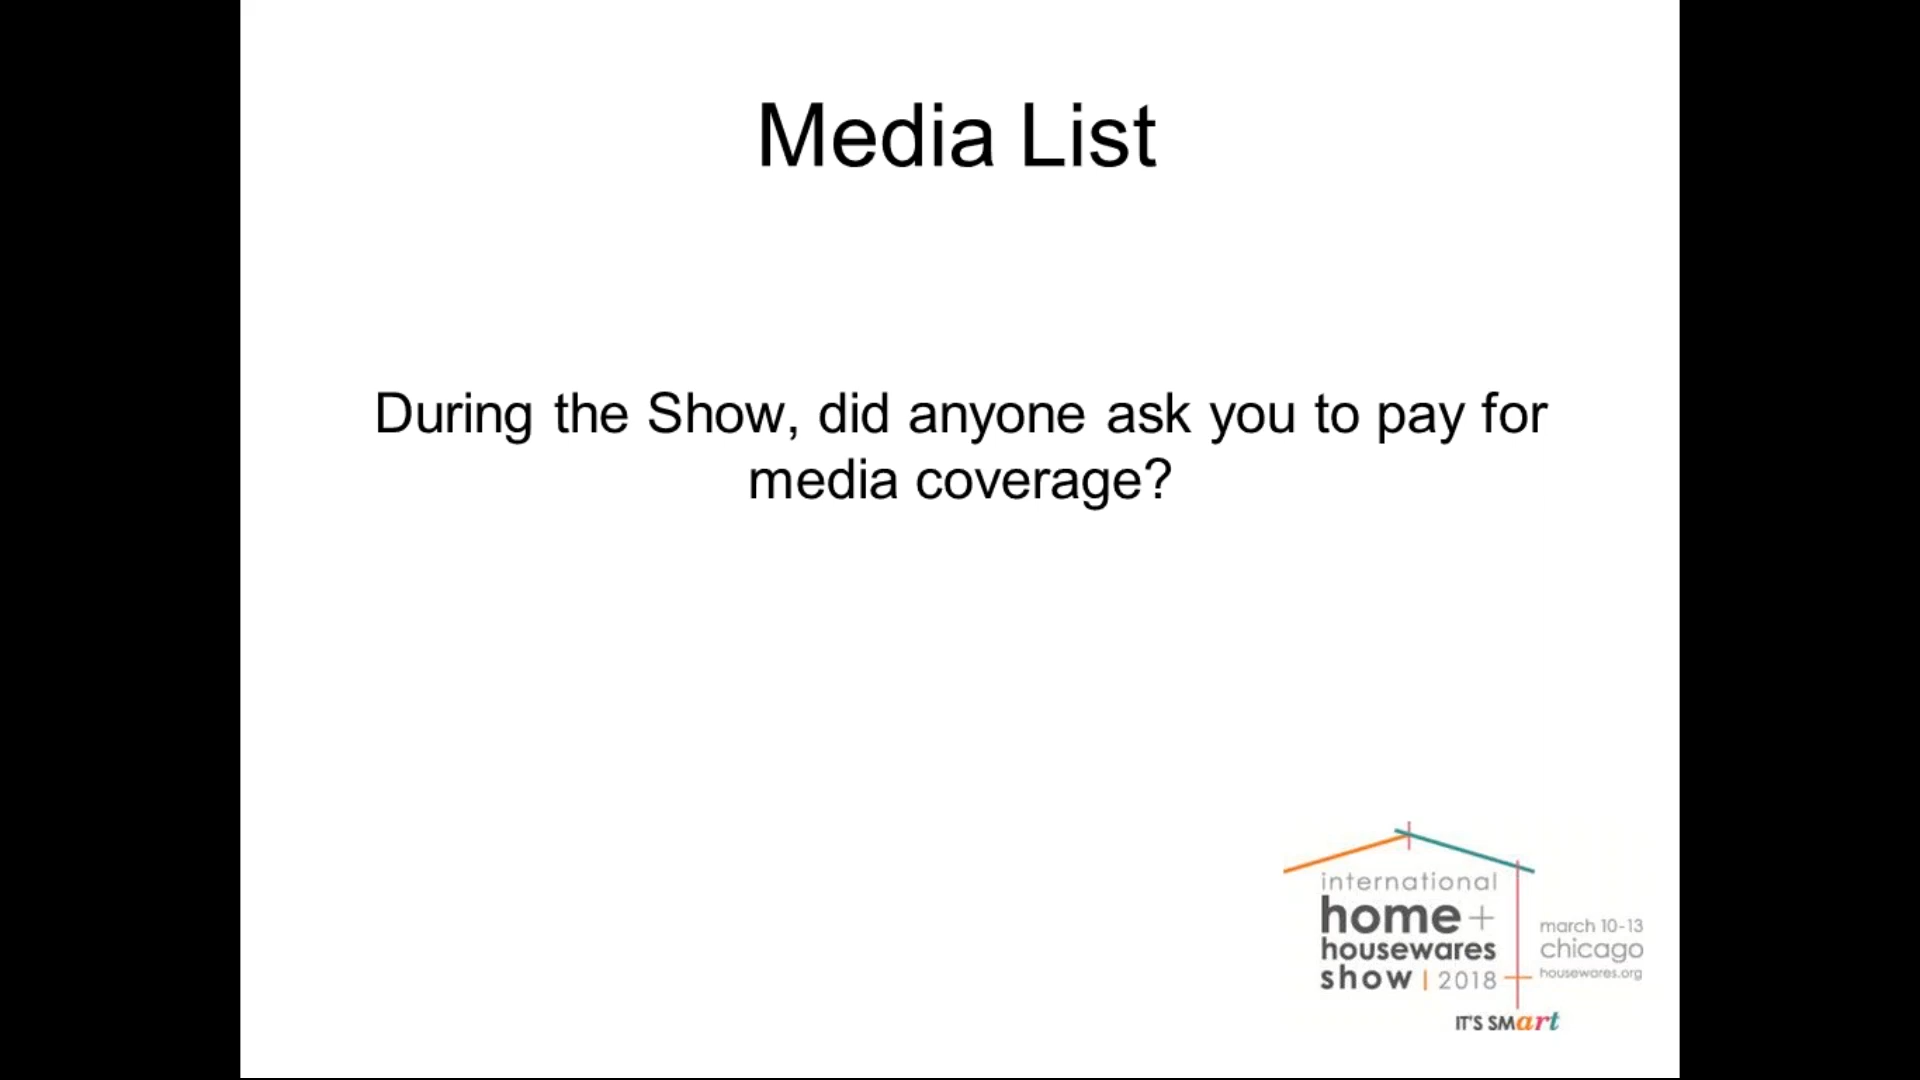 Media List
During the Show, did anyone ask you to pay for
media coverage?
international
home+
housewares
show | 2018
march 10-13
chicago
housewares.org
IT'S SMart